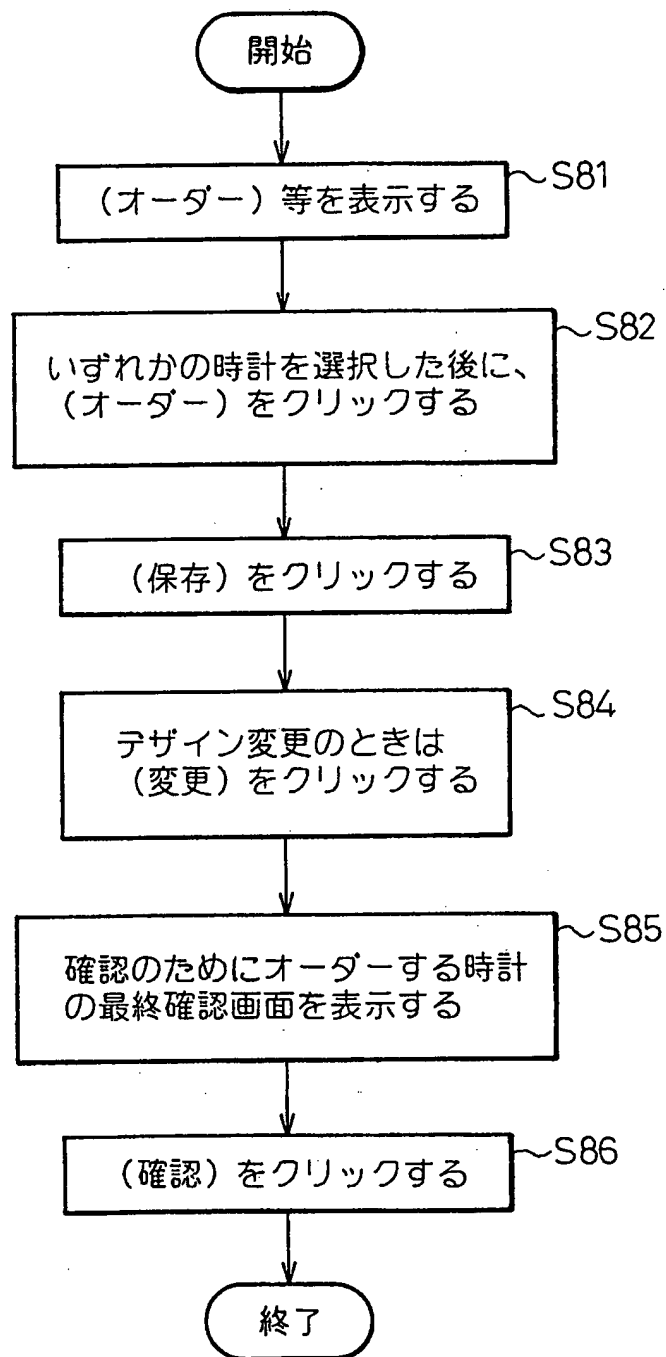 開始
(オーダー)等を表示する
S81
いずれかの時計を選択した後に、
(オーダー)をクリックする
S82
(保存)をクリックする
S83
デザイン変更のときは
(変更)をクリックする
S84
確認のためにオーダーする時計
の最終確認画面を表示する
S85
(確認)をクリックする
S86
終了